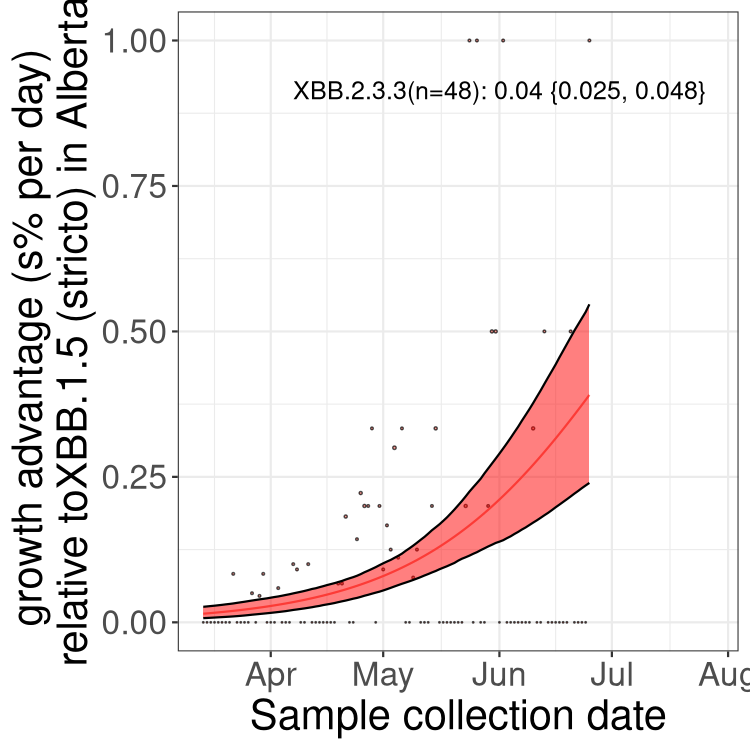 growth advantage (s% per day)
relative toXBB.1.5 (stricto) in Alberta
1.00
0.75
0.50
0.25
0.00
XBB.2.3.3(n=48): 0.04 {0.025, 0.048}
Apr May Jun Jul Aug
Sample collection date